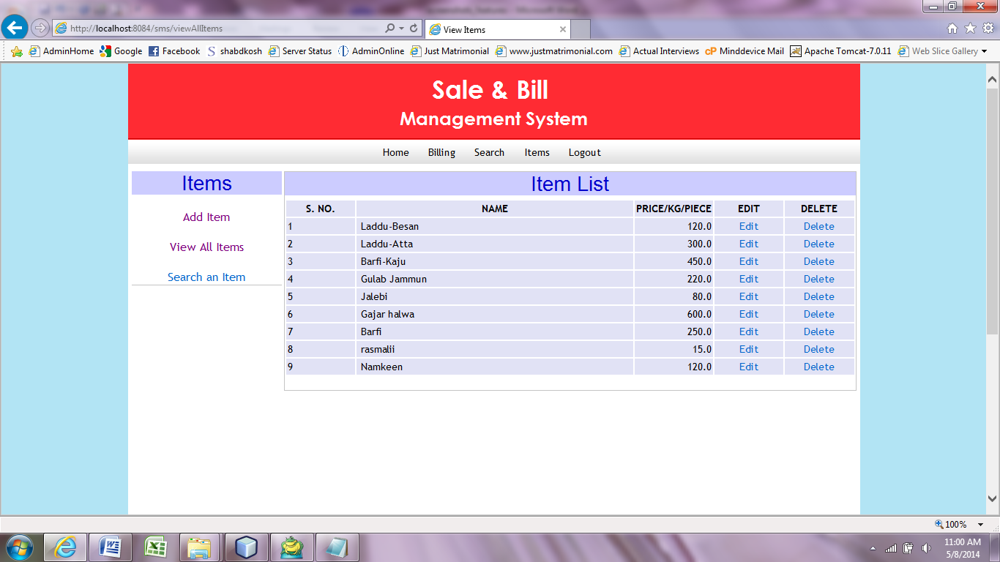 http://localhost:8084/sms/viewAllItems
View Items
AdminHome Google Facebook shabdkosh Server Status AdminOnline Just Matrimonial www.justmatrimonial.com Actual Interviews cP Minddevice Mail Apache Tomcat-7.0.11 Web Slice Gallery
Sale & Bill
Management System
Home Billing Search Items Logout
Items
Add Item
View All Items
Search an Item
Item List
S. NO. NAME PRICE/KG/PIECE EDIT DELETE
1 Laddu-Besan 120.0 Edit Delete
2 Laddu-Atta 300.0 Edit Delete
3 Barfi-Kaju 450.0 Edit Delete
4 Gulab Jammun 220.0 Edit Delete
5 Jalebi 80.0 Edit Delete
6 Gajar halwa 600.0 Edit Delete
7 Barfi 250.0 Edit Delete
8 rasmalii 15.0 Edit Delete
9 Namkeen 120.0 Edit Delete
100%
11:00 AM
5/8/2014